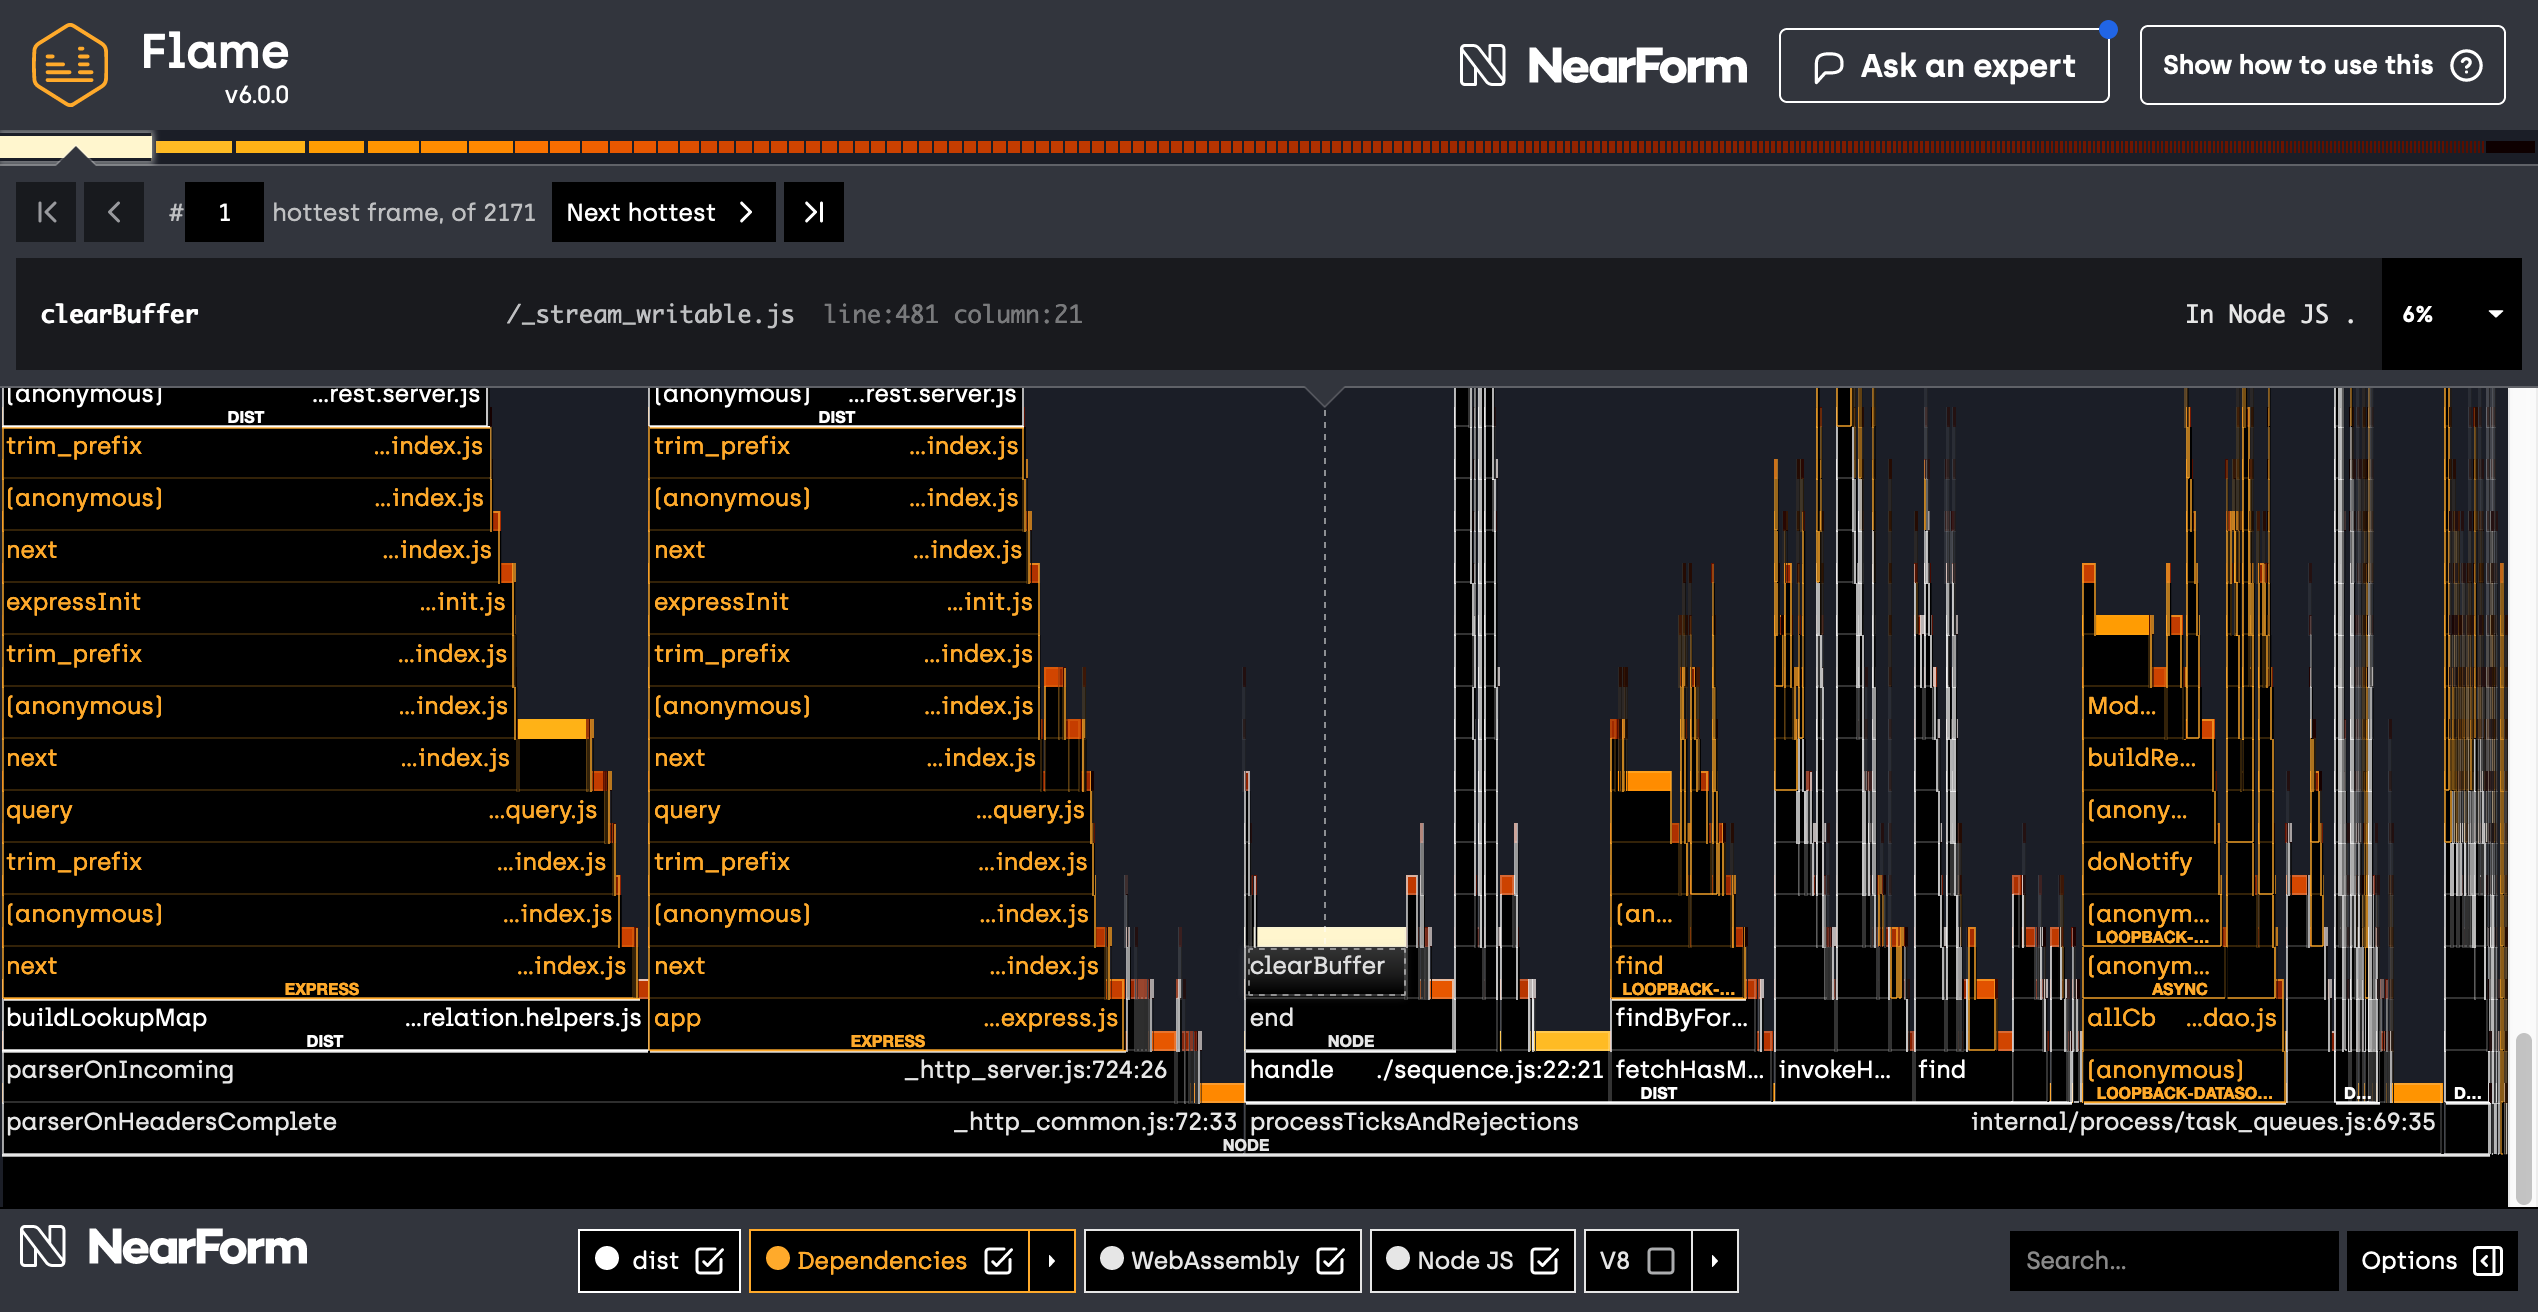 Flame
v6.0.0
NearForm
Ask an expert
Show how to use this ?
# 1 hottest frame, of 2171 Next hottest
clearBuffer /_stream_writable.js line:481 column:21 In Node JS . 6%
(anonymous) ...rest.server.js (anonymous) ...rest.server.js
DIST DIST
trim_prefix ...index.js trim_prefix ...index.js
(anonymous) ...index.js (anonymous) ...index.js
next ...index.js next ...index.js
expressInit ...init.js expressInit ...init.js
trim_prefix ...index.js trim_prefix ...index.js
(anonymous) ...index.js (anonymous) ...index.js Mod...
next ...index.js next ...index.js buildRe...
query ...query.js query ...query.js (anony...
trim_prefix ...index.js trim_prefix ...index.js doNotify
(anonymous) ...index.js (anonymous) ...index.js (an... (anonym...
LOOPBACK-...
next ...index.js next ...index.js clearBuffer find (anonym...
EXPRESS LOOPBACK-... ASYNC
buildLookupMap ...relation.helpers.js app ...express.js end findByFor... allCb ...dao.js
DIST EXPRESS NODE
parserOnIncoming _http_server.js:724:26 handle ./sequence.js:22:21 fetchHasM... invokeH... find (anonymous)
DIST LOOPBACK-DATASO... D... D...
parserOnHeadersComplete _http_common.js:72:33 processTicksAndRejections internal/process/task_queues.js:69:35
NODE
NearForm
dist Dependencies WebAssembly Node JS V8 Search... Options